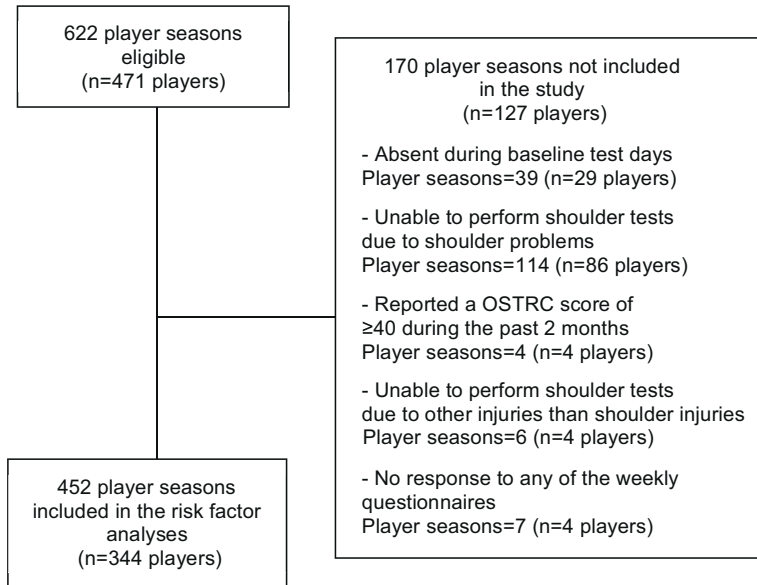 622 player seasons
eligible
(n=471 players)
170 player seasons not included
in the study
(n=127 players)
- Absent during baseline test days
Player seasons=39 (n=29 players)
- Unable to perform shoulder tests
due to shoulder problems
Player seasons=114 (n=86 players)
- Reported a OSTRC score of
≥40 during the past 2 months
Player seasons=4 (n=4 players)
- Unable to perform shoulder tests
due to other injuries than shoulder injuries
Player seasons=6 (n=4 players)
- No response to any of the weekly
questionnaires
Player seasons=7 (n=4 players)
452 player seasons
included in the risk factor
analyses
(n=344 players)